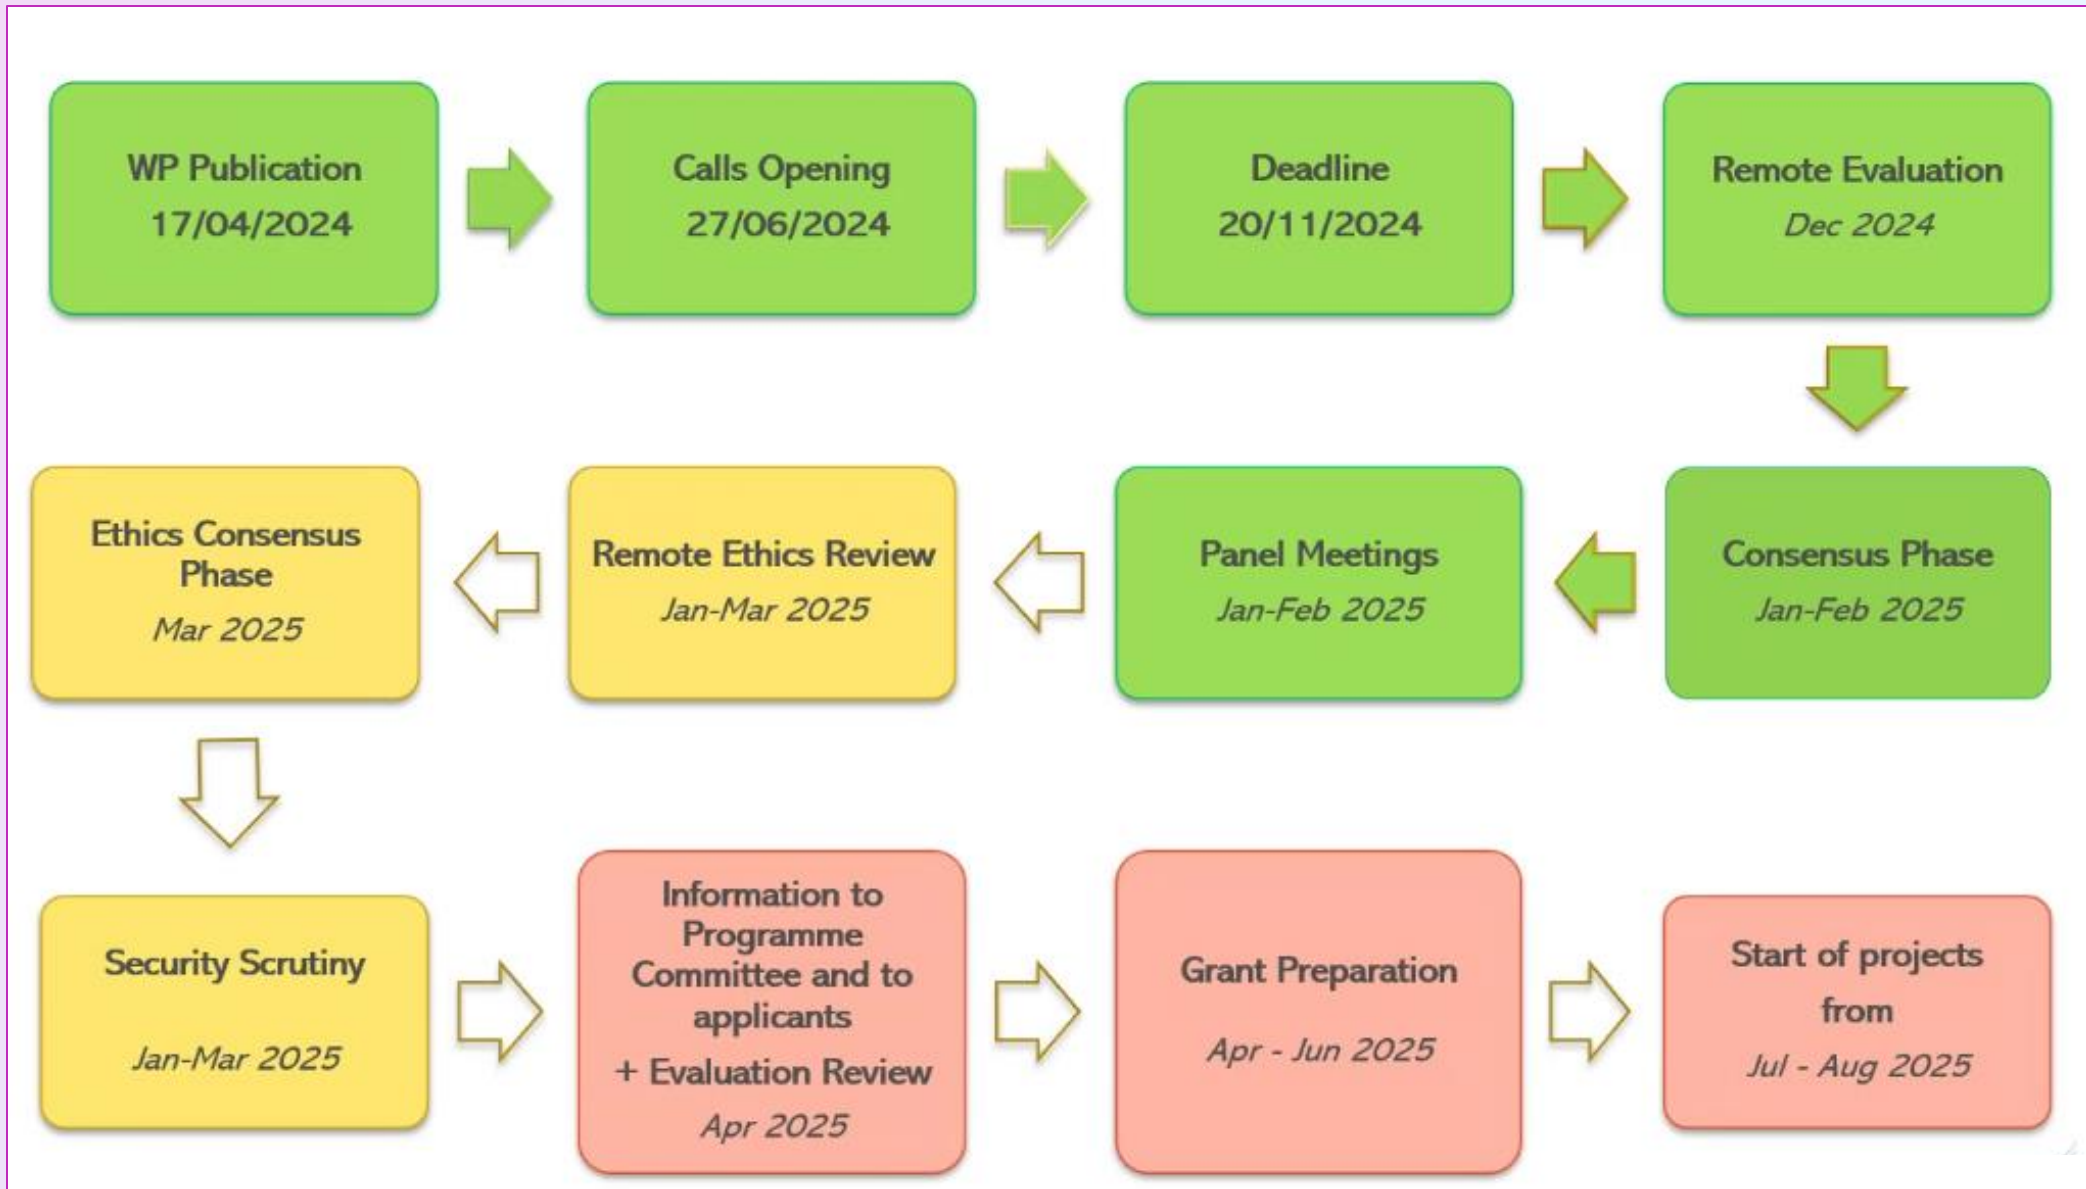 WP Publication
17/04/2024
Calls Opening
27/06/2024
Deadline
20/11/2024
Remote Evaluation
Dec 2024
Consensus Phase
Jan-Feb 2025
Panel Meetings
Jan-Feb 2025
Remote Ethics Review
Jan-Mar 2025
Ethics Consensus
Phase
Mar 2025
Security Scrutiny
Jan-Mar 2025
Information to
Programme
Committee and to
applicants
+ Evaluation Review
Apr 2025
Grant Preparation
Apr - Jun 2025
Start of projects
from
Jul - Aug 2025